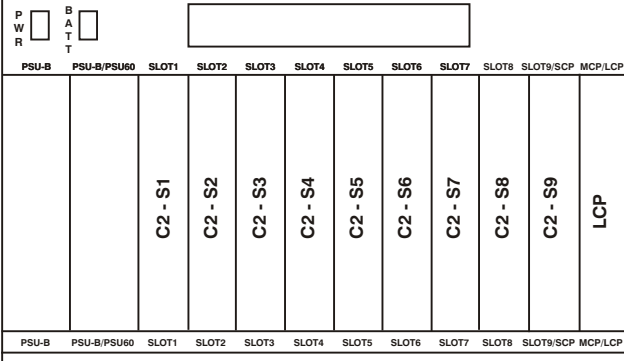 PWR
BATT
PSU-B PSU-B/PSU60 SLOT1 SLOT2 SLOT3 SLOT4 SLOT5 SLOT6 SLOT7 SLOT8 SLOT9/SCP MCP/LCP
C2 - S1
C2 - S2
C2 - S3
C2 - S4
C2 - S5
C2 - S6
C2 - S7
C2 - S8
C2 - S9
LCP
PSU-B PSU-B/PSU60 SLOT1 SLOT2 SLOT3 SLOT4 SLOT5 SLOT6 SLOT7 SLOT8 SLOT9/SCP MCP/LCP